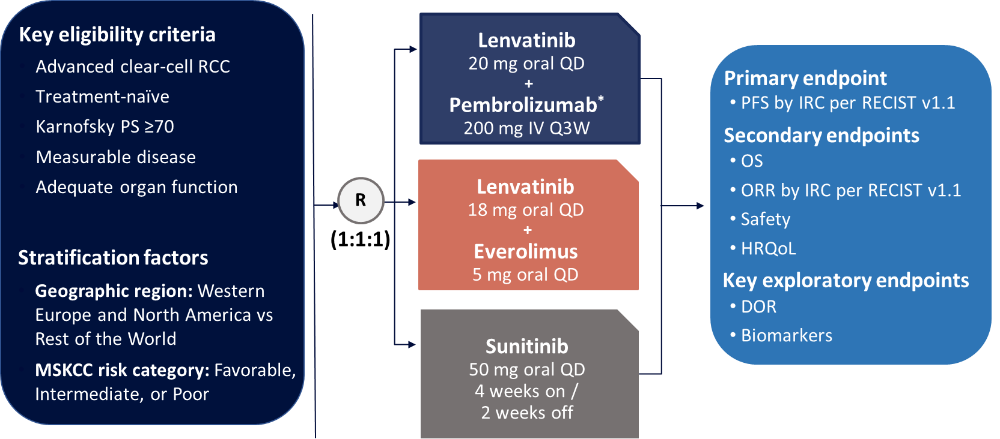 Key eligibility criteria
Advanced clear-cell RCC
Treatment-naïve
Karnofsky PS ≥70
Measurable disease
Adequate organ function
Stratification factors
Geographic region: Western
Europe and North America vs
Rest of the World
MSKCC risk category: Favorable,
Intermediate, or Poor
R
(1:1:1)
Lenvatinib
20 mg oral QD
+
Pembrolizumab*
200 mg IV Q3W
Lenvatinib
18 mg oral QD
+
Everolimus
5 mg oral QD
Sunitinib
50 mg oral QD
4 weeks on /
2 weeks off
Primary endpoint
• PFS by IRC per RECIST v1.1
Secondary endpoints
• OS
• ORR by IRC per RECIST v1.1
• Safety
• HRQoL
Key exploratory endpoints
• DOR
• Biomarkers